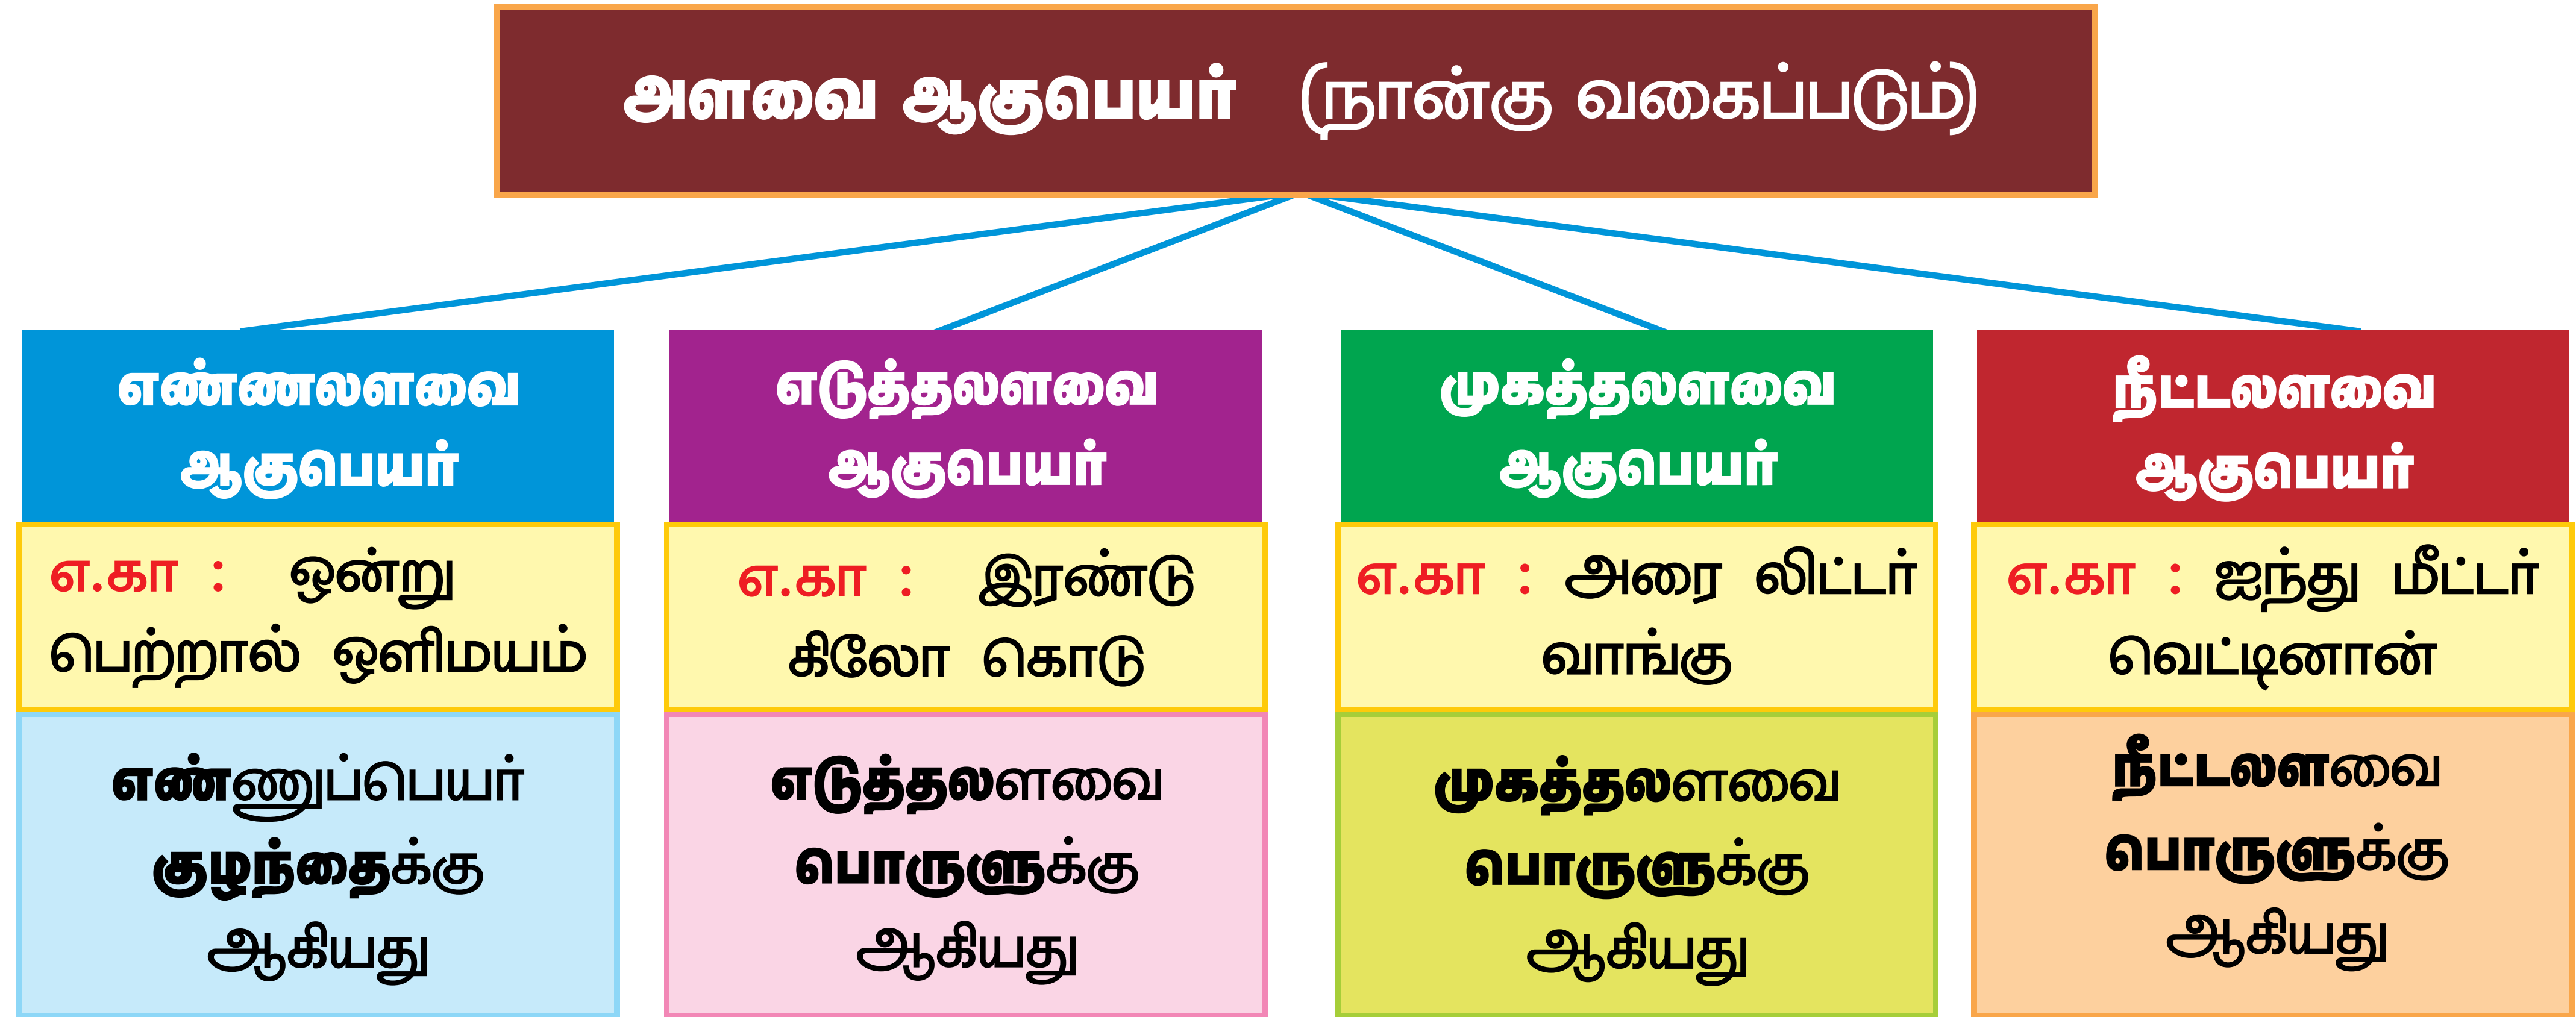 அளவை ஆகுபெயர் (நான்கு வகைப்படும்)
எண்ணலளவை
ஆகுபெயர்
எ.கா : ஒன்று
பெற்றால் ஒளிமயம்
எண்ணுப்பெயர்
குழந்தைக்கு
ஆகியது
எடுத்தலளவை
ஆகுபெயர்
எ.கா : இரண்டு
கிலோ கொடு
எடுத்தலளவை
பொருளுக்கு
ஆகியது
முகத்தலளவை
ஆகுபெயர்
எ.கா : அரை லிட்டர்
வாங்கு
முகத்தலளவை
பொருளுக்கு
ஆகியது
நீட்டலளவை
ஆகுபெயர்
எ.கா : ஐந்து மீட்டர்
வெட்டினான்
நீட்டலளவை
பொருளுக்கு
ஆகியது